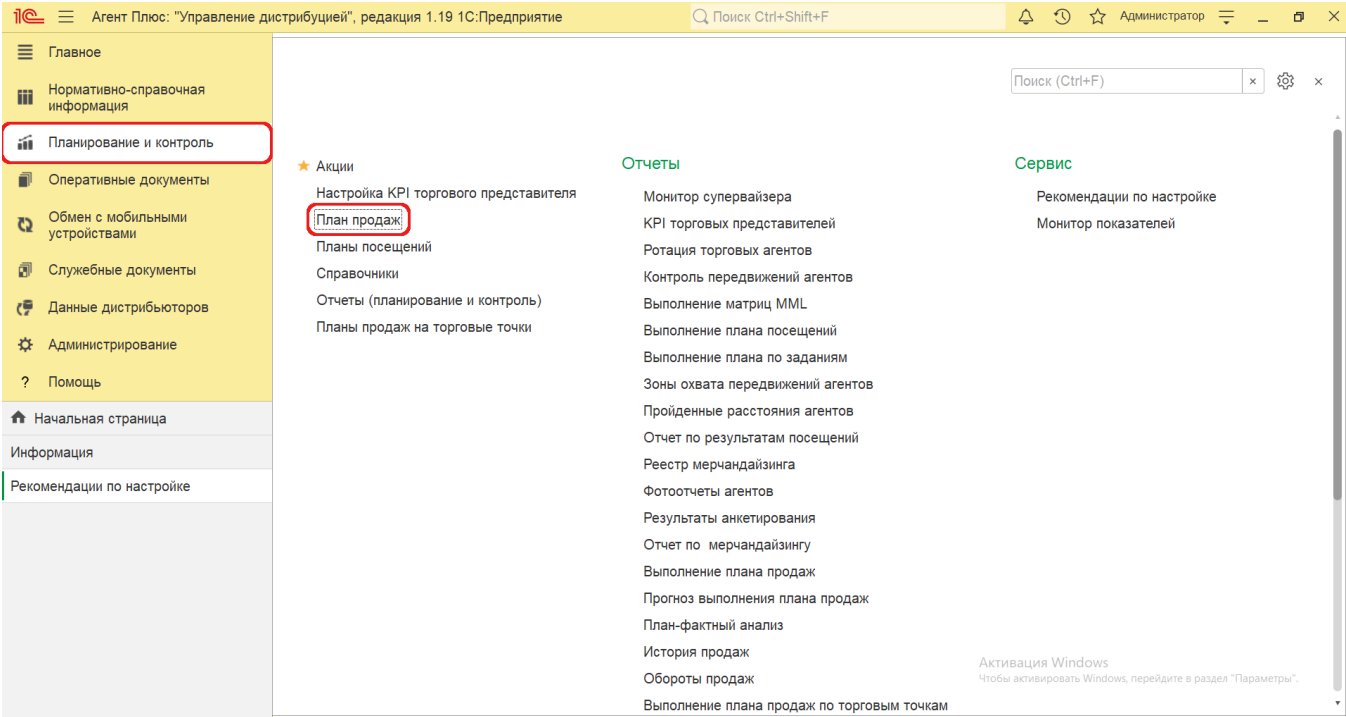 1С Агент Плюс: "Управление дистрибуцией", редакция 1.19 1С:Предприятие
Поиск Ctrl+Shift+F
Администратор
Главное
Нормативно-справочная
информация
Планирование и контроль
Оперативные документы
Обмен с мобильными
устройствами
Служебные документы
Данные дистрибьюторов
Администрирование
? Помощь
Начальная страница
Информация
Рекомендации по настройке
Поиск (Ctrl+F)
×
×
Акции
Настройка KPI торгового представителя
План продаж
Планы посещений
Справочники
Отчеты (планирование и контроль)
Планы продаж на торговые точки
Отчеты
Монитор супервайзера
KPI торговых представителей
Ротация торговых агентов
Контроль передвижений агентов
Выполнение матриц MML
Выполнение плана посещений
Выполнение плана по заданиям
Зоны охвата передвижений агентов
Пройденные расстояния агентов
Отчет по результатам посещений
Реестр мерчандайзинга
Фотоотчеты агентов
Результаты анкетирования
Отчет по  мерчандайзингу
Выполнение плана продаж
Прогноз выполнения плана продаж
План-фактный анализ
История продаж
Обороты продаж
Выполнение плана продаж по торговым точкам
Сервис
Рекомендации по настройке
Монитор показателей
Активация Windows
Чтобы активировать Windows, перейдите в раздел "Параметры".